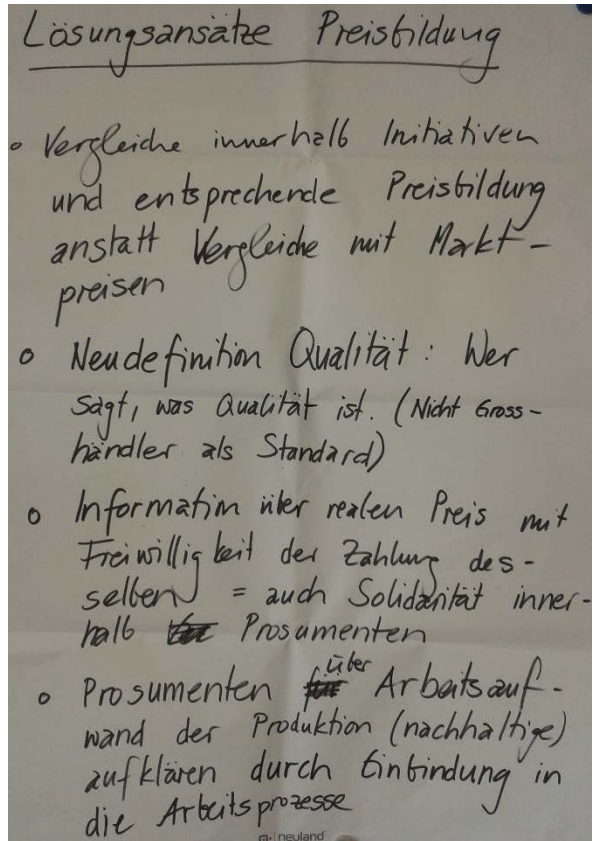 Lösungsansätze Preisbildung
o Vergleiche innerhalb Initiativen
und entsprechende Preisbildung
anstatt Vergleiche mit Markt-
preisen
o Neudefinition Qualität: Wer
sagt, was Qualität ist. (Nicht Gross-
händler als Standard)
o Information über realen Preis mit
Freiwilligkeit der Zahlung des-
selben = auch Solidarität inner-
halb Prosumenten
o Prosumenten über Arbeitsauf-
wand der Produktion (nachhaltige)
aufklären durch Einbindung in
die Arbeitsprozesse
neuland